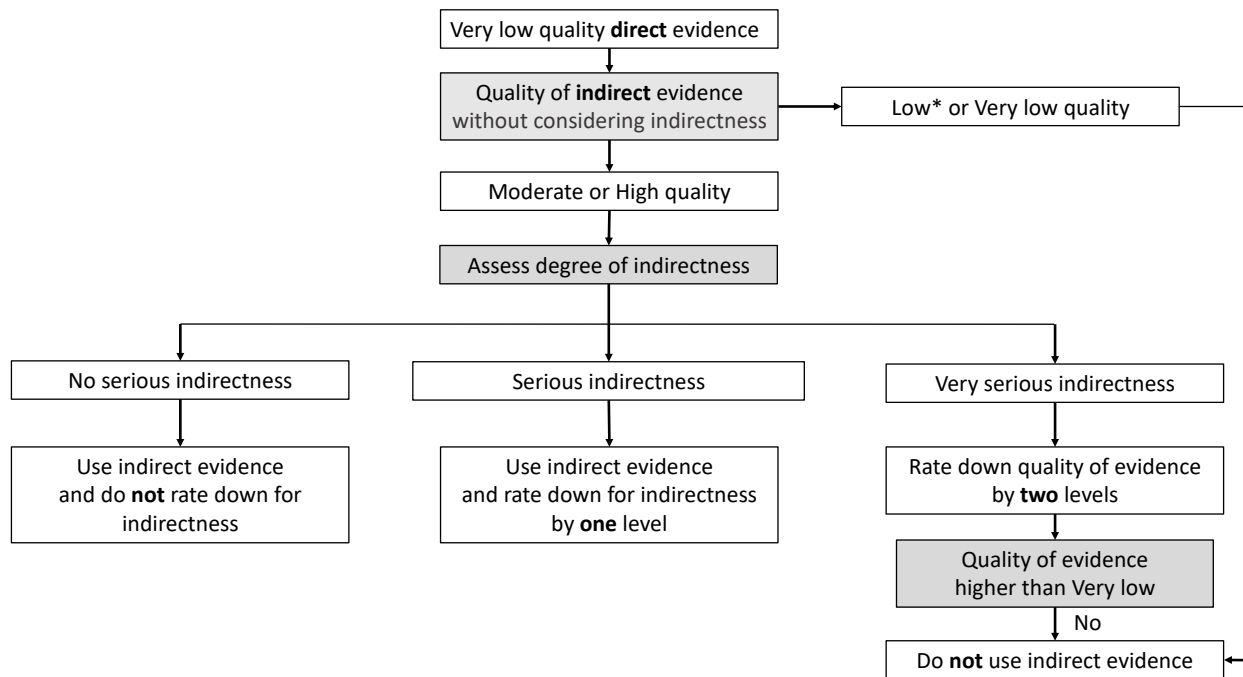 Very low quality direct evidence
Quality of indirect evidence
without considering indirectness
Low* or Very low quality
Moderate or High quality
Assess degree of indirectness
No serious indirectness
Serious indirectness
Very serious indirectness
Use indirect evidence
and do not rate down for
indirectness
Use indirect evidence
and rate down for indirectness
by one level
Rate down quality of evidence
by two levels
Quality of evidence
higher than Very low
No
Do not use indirect evidence